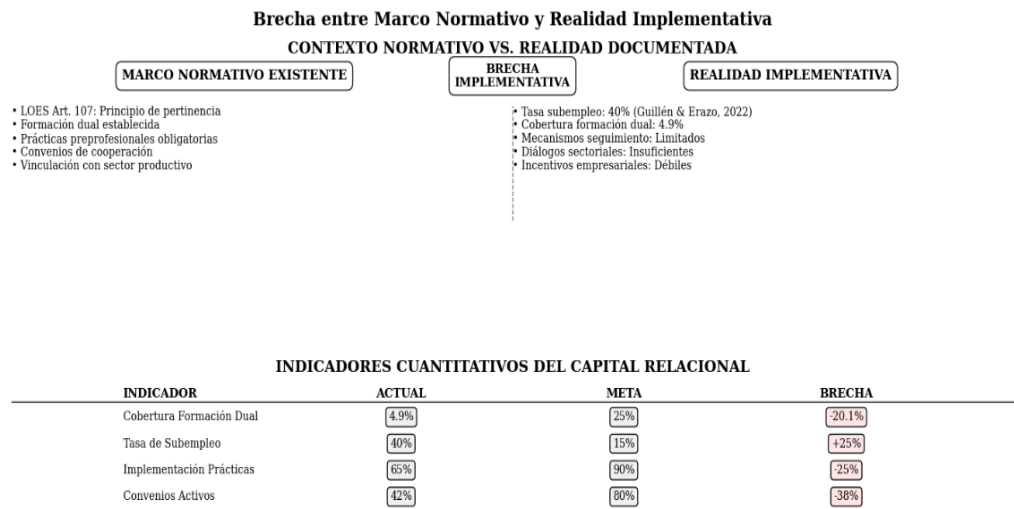 Brecha entre Marco Normativo y Realidad Implementativa
CONTEXTO NORMATIVO VS. REALIDAD DOCUMENTADA
MARCO NORMATIVO EXISTENTE
BRECHA
IMPLEMENTATIVA
REALIDAD IMPLEMENTATIVA
• LOES Art. 107: Principio de pertinencia
• Formación dual establecida
• Prácticas preprofesionales obligatorias
• Convenios de cooperación
• Vinculación con sector productivo
• Tasa subempleo: 40% (Guillén & Erazo, 2022)
• Cobertura formación dual: 4.9%
• Mecanismos seguimiento: Limitados
• Diálogos sectoriales: Insuficientes
• Incentivos empresariales: Débiles
INDICADORES CUANTITATIVOS DEL CAPITAL RELACIONAL
INDICADOR ACTUAL META BRECHA
Cobertura Formación Dual 4.9% 25% -20.1%
Tasa de Subempleo 40% 15% +25%
Implementación Prácticas 65% 90% -25%
Convenios Activos 42% 80% -38%